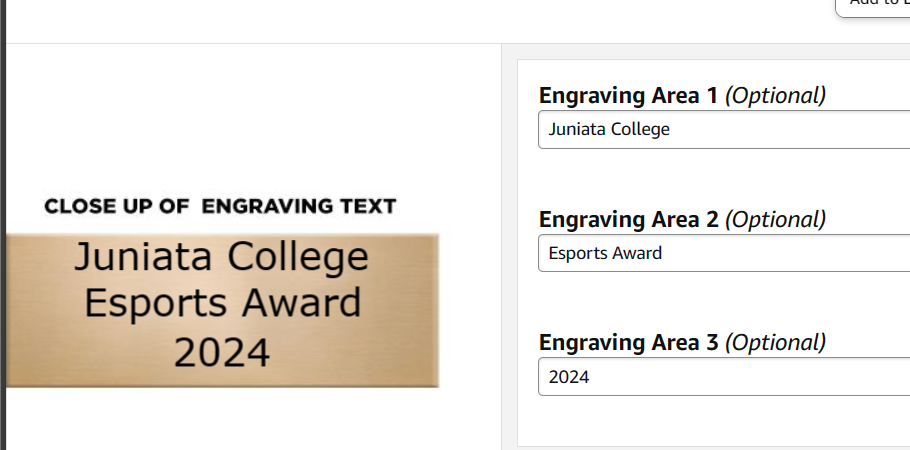 Engraving Area 1 (Optional)
Juniata College
CLOSE UP OF ENGRAVING TEXT
Juniata College
Esports Award
2024
Engraving Area 2 (Optional)
Esports Award
Engraving Area 3 (Optional)
2024